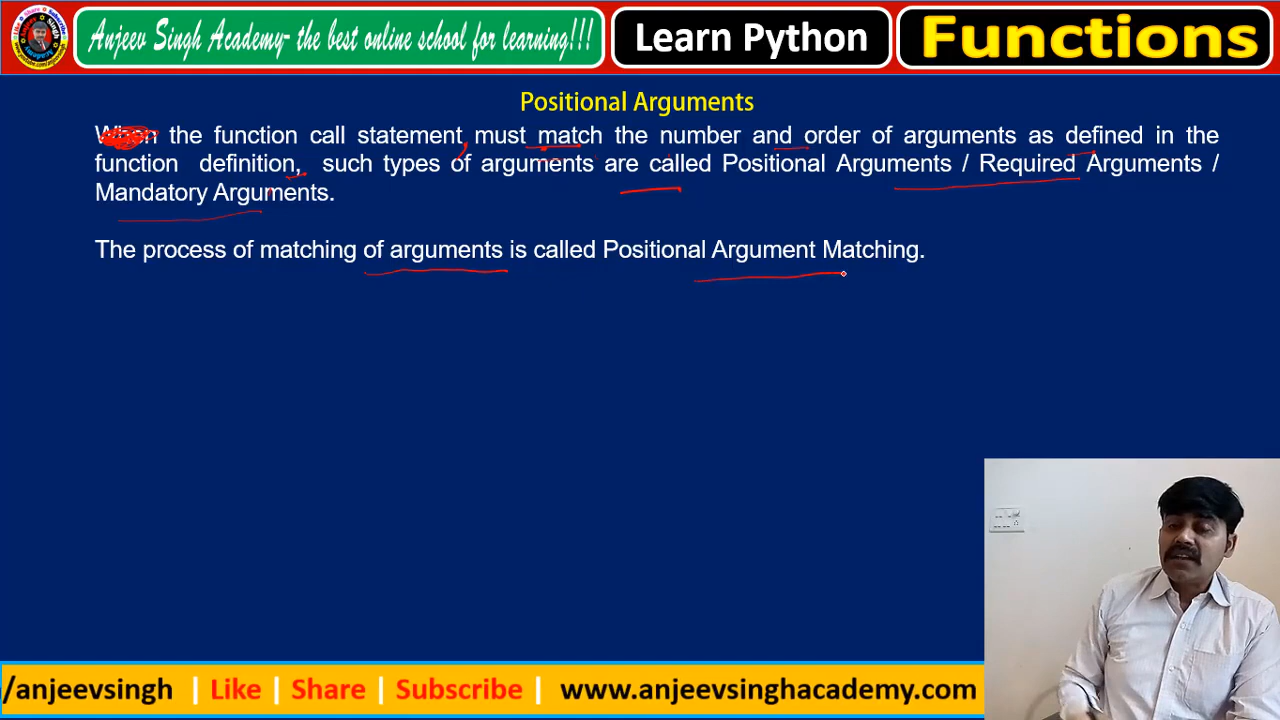 Anjeev Singh Academy- the best online school for learning!!!
Learn Python
Functions
Positional Arguments
When the function call statement, must match the number and order of arguments as defined in the
function definition, such types of arguments are called Positional Arguments / Required Arguments /
Mandatory Arguments.
The process of matching of arguments is called Positional Argument Matching.
/anjeevsingh | Like | Share | Subscribe | www.anjeevsinghacademy.com